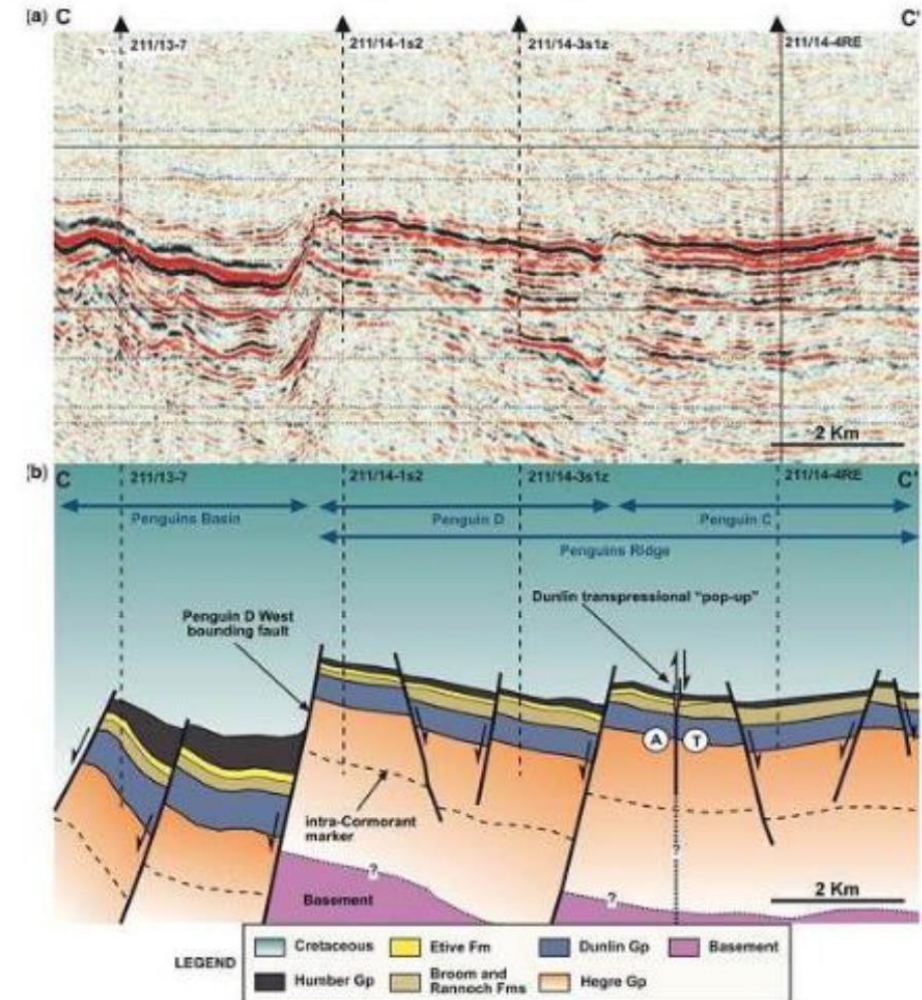 (a) C C'
211/13-7 211/14-1s2 211/14-3s1z 211/14-4RE
2 Km
(b) C C'
211/13-7 211/14-1s2 211/14-3s1z 211/14-4RE
Penguins Basin Penguin D Penguin C
Penguins Ridge
Dunlin transpressional "pop-up"
Penguin D West
bounding fault
A T
intra-Cormorant
marker
?
?
?
Basement
2 Km
LEGEND
Cretaceous Etive Fm Dunlin Gp Basement
Humber Gp Broom and
Rannoch Fms Hegre Gp